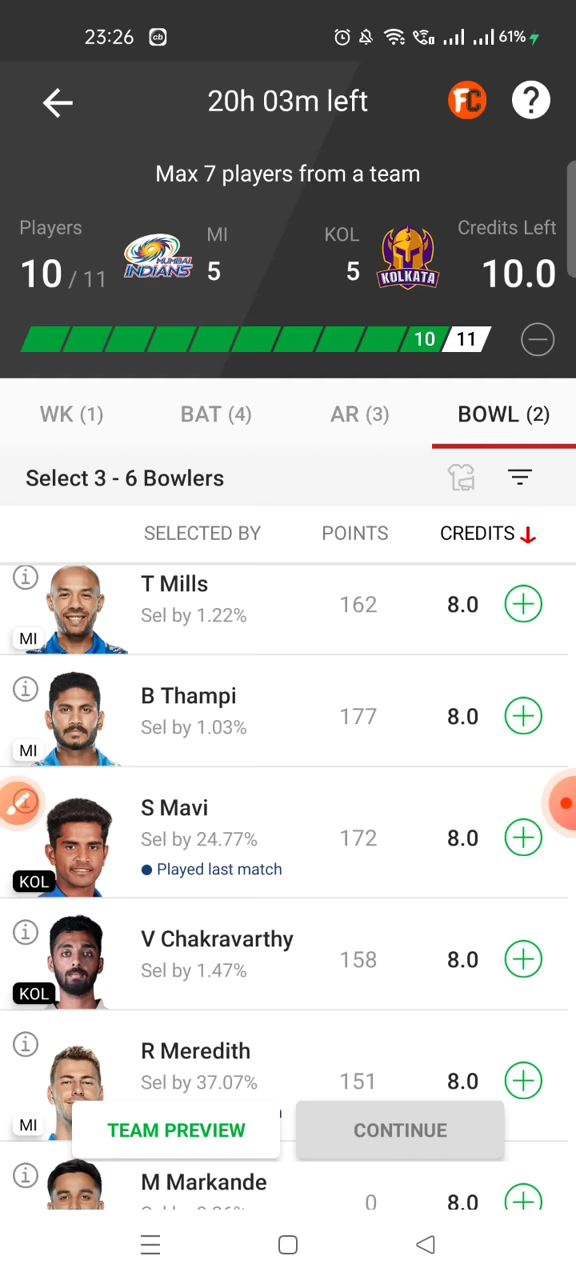 23:26 cb 61%
20h 03m left FC ?
Max 7 players from a team
Players MI KOL Credits Left
10 / 11 MUMBAI INDIANS 5 5 KOLKATA 10.0
10 11
WK (1) BAT (4) AR (3) BOWL (2)
Select 3 - 6 Bowlers
SELECTED BY POINTS CREDITS
T Mills
Sel by 1.22% 162 8.0
MI
B Thampi
Sel by 1.03% 177 8.0
MI
S Mavi
Sel by 24.77% 172 8.0
Played last match
KOL
V Chakravarthy
Sel by 1.47% 158 8.0
KOL
R Meredith
Sel by 37.07% 151 8.0
MI
TEAM PREVIEW CONTINUE
M Markande
0 8.0